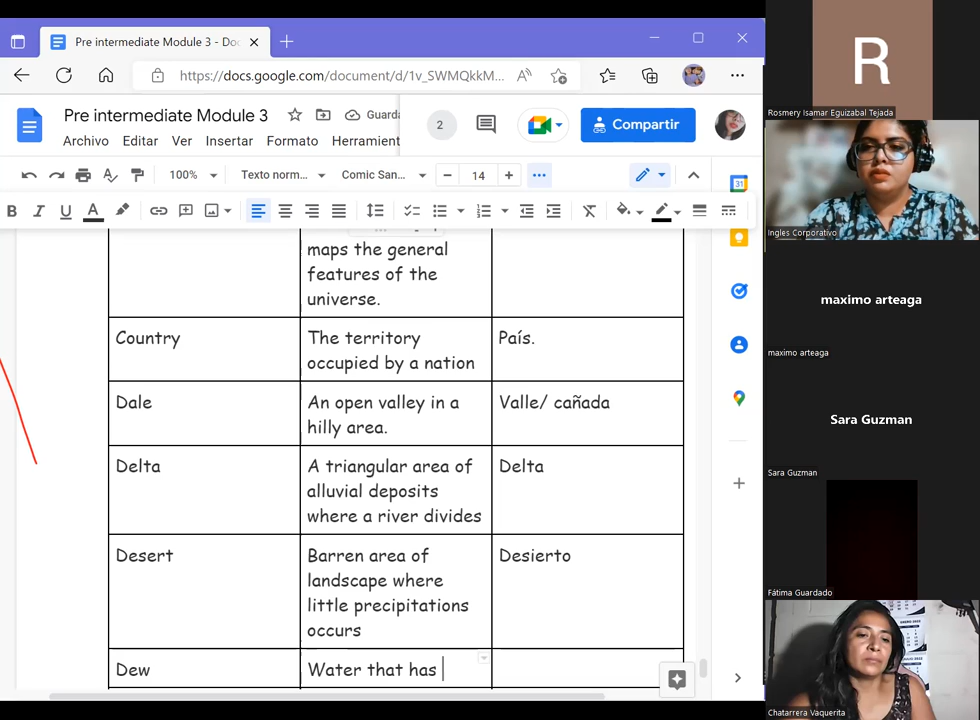 Pre intermediate Module 3 - Doc
https://docs.google.com/document/d/1v_SWMQkkM...
Pre intermediate Module 3
Guarda
2
Compartir
Archivo Editar Ver Insertar Formato Herramient
100% Texto norm... Comic San... 14
maps the general
features of the
universe.
Country
The territory
occupied by a nation
País.
Dale
An open valley in a
hilly area.
Valle/ cañada
Delta
A triangular area of
alluvial deposits
where a river divides
Delta
Desert
Barren area of
landscape where
little precipitations
occurs
Desierto
Dew
Water that has
R
Rosmery Isamar Eguizabal Tejada
Ingles Corporativo
maximo arteaga
maximo arteaga
Sara Guzman
Sara Guzman
Fátima Guardado
Chatarrera Vaquerita